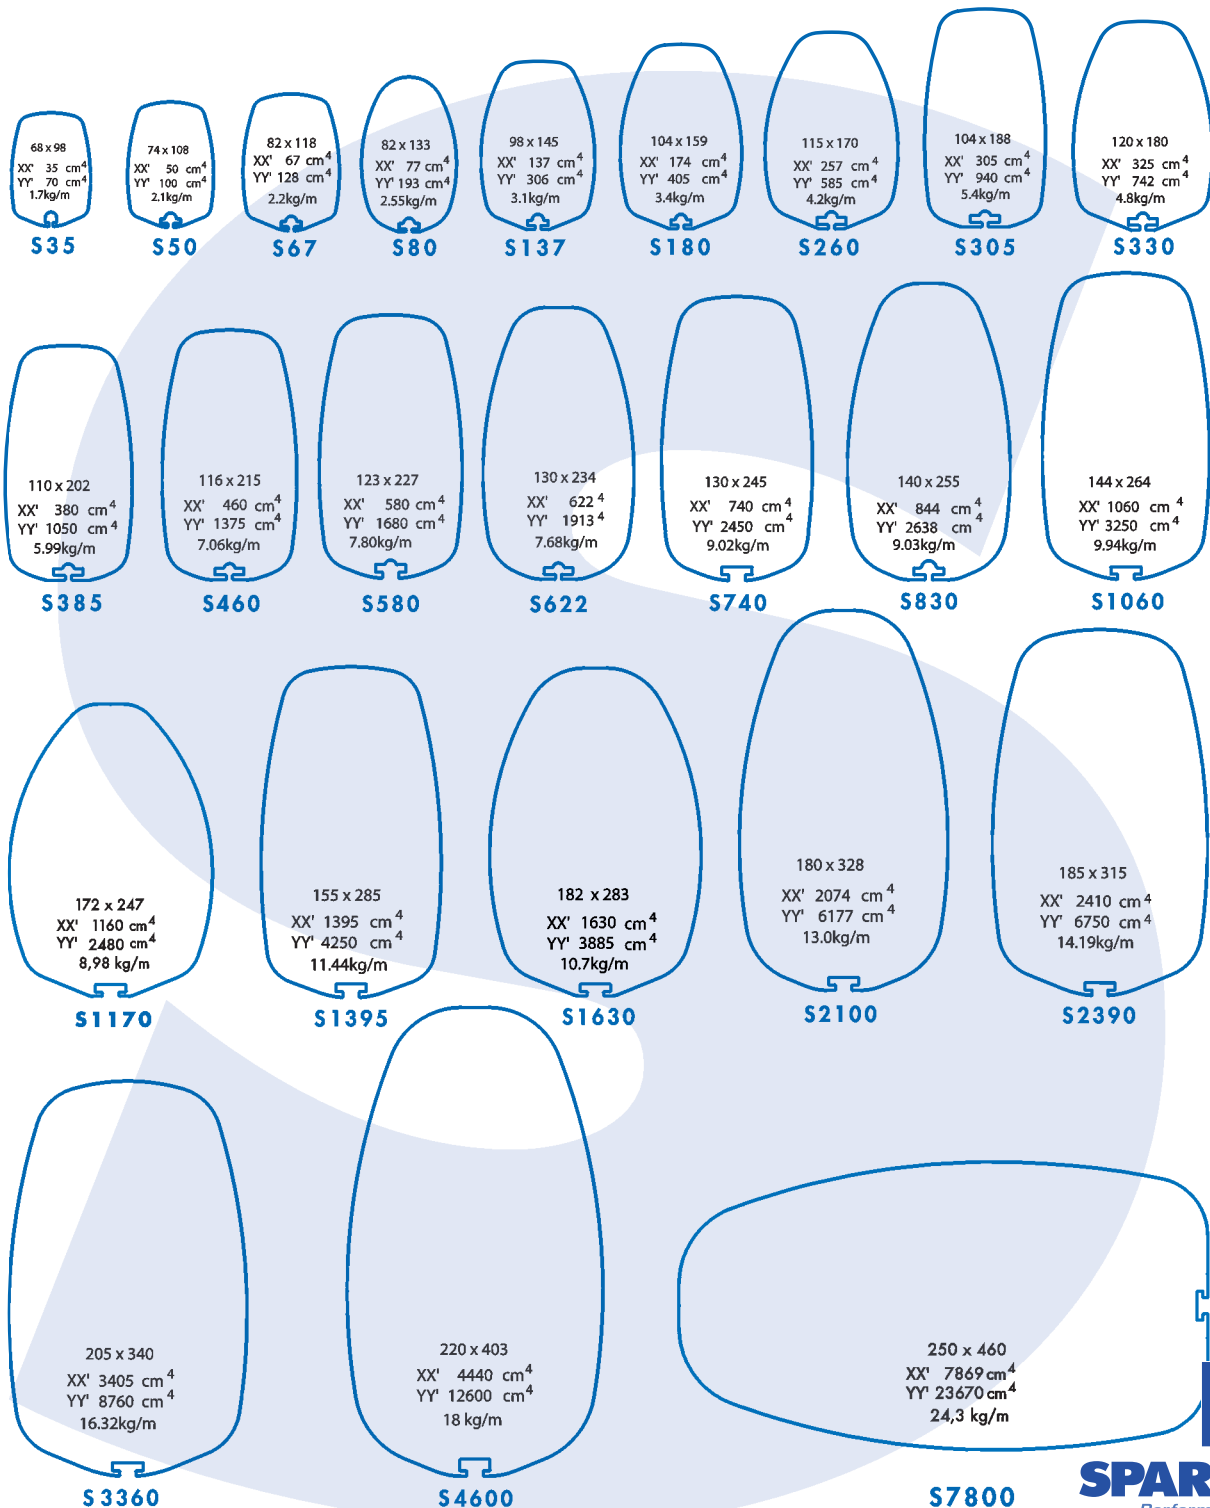 68 x 98
XX' 35 cm⁴
YY' 70 cm⁴
1.7kg/m
S35
74 x 108
XX' 50 cm⁴
YY' 100 cm⁴
2.1kg/m
S50
82 x 118
XX' 67 cm⁴
YY' 128 cm⁴
2.2kg/m
S67
82 x 133
XX' 77 cm⁴
YY' 193 cm⁴
2.55kg/m
S80
98 x 145
XX' 137 cm⁴
YY' 306 cm⁴
3.1kg/m
S137
104 x 159
XX' 174 cm⁴
YY' 405 cm⁴
3.4kg/m
S180
115 x 170
XX' 257 cm⁴
YY' 585 cm⁴
4.2kg/m
S260
104 x 188
XX' 305 cm⁴
YY' 940 cm⁴
5.4kg/m
S305
120 x 180
XX' 325 cm⁴
YY' 742 cm⁴
4.8kg/m
S330
110 x 202
XX' 380 cm⁴
YY' 1050 cm⁴
5.99kg/m
S385
116 x 215
XX' 460 cm⁴
YY' 1375 cm⁴
7.06kg/m
S460
123 x 227
XX' 580 cm⁴
YY' 1680 cm⁴
7.80kg/m
S580
130 x 234
XX' 622 ⁴
YY' 1913 ⁴
7.68kg/m
S622
130 x 245
XX' 740 cm⁴
YY' 2450 cm⁴
9.02kg/m
S740
140 x 255
XX' 844 cm⁴
YY' 2638 cm⁴
9.03kg/m
S830
144 x 264
XX' 1060 cm⁴
YY' 3250 cm⁴
9.94kg/m
S1060
172 x 247
XX' 1160 cm⁴
YY' 2480 cm⁴
8,98 kg/m
S1170
155 x 285
XX' 1395 cm⁴
YY' 4250 cm⁴
11.44kg/m
S1395
182 x 283
XX' 1630 cm⁴
YY' 3885 cm⁴
10.7kg/m
S1630
180 x 328
XX' 2074 cm⁴
YY' 6177 cm⁴
13.0kg/m
S2100
185 x 315
XX' 2410 cm⁴
YY' 6750 cm⁴
14.19kg/m
S2390
205 x 340
XX' 3405 cm⁴
YY' 8760 cm⁴
16.32kg/m
S3360
220 x 403
XX' 4440 cm⁴
YY' 12600 cm⁴
18 kg/m
S4600
250 x 460
XX' 7869 cm⁴
YY' 23670 cm⁴
24,3 kg/m
S7800
SPAR